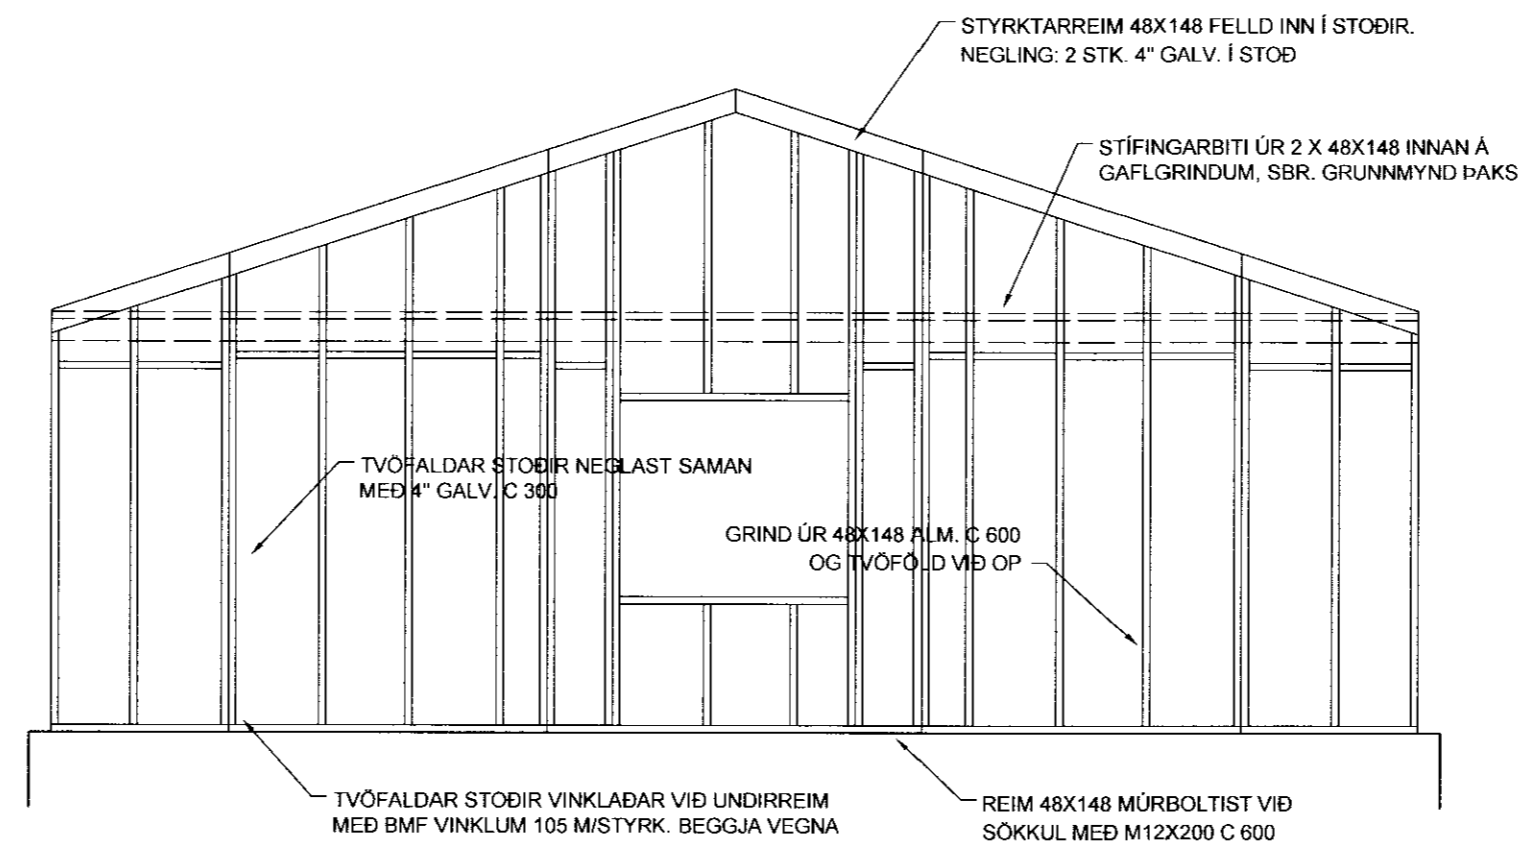 STYRKTARREIM 48X148 FELLD INN Í STOÐIR.
NEGLING: 2 STK. 4" GALV. Í STOÐ
STÍFINGARBITI ÚR 2 X 48X148 INNAN Á
GAFLGRINDUM, SBR. GRUNNMYND ÞAKS
TVÖFALDAR STOÐIR NEGLAST SAMAN
MEÐ 4" GALV. C 300
GRIND ÚR 48X148 ALM. C 600
OG TVÖFÖLD VIÐ OP
TVÖFALDAR STOÐIR VINKLAÐAR VIÐ UNDIRREIM
MEÐ BMF VINKLUM 105 M/STYRK. BEGGJA VEGNA
REIM 48X148 MÚRBOLTIST VIÐ
SÖKKUL MEÐ M12X200 C 600